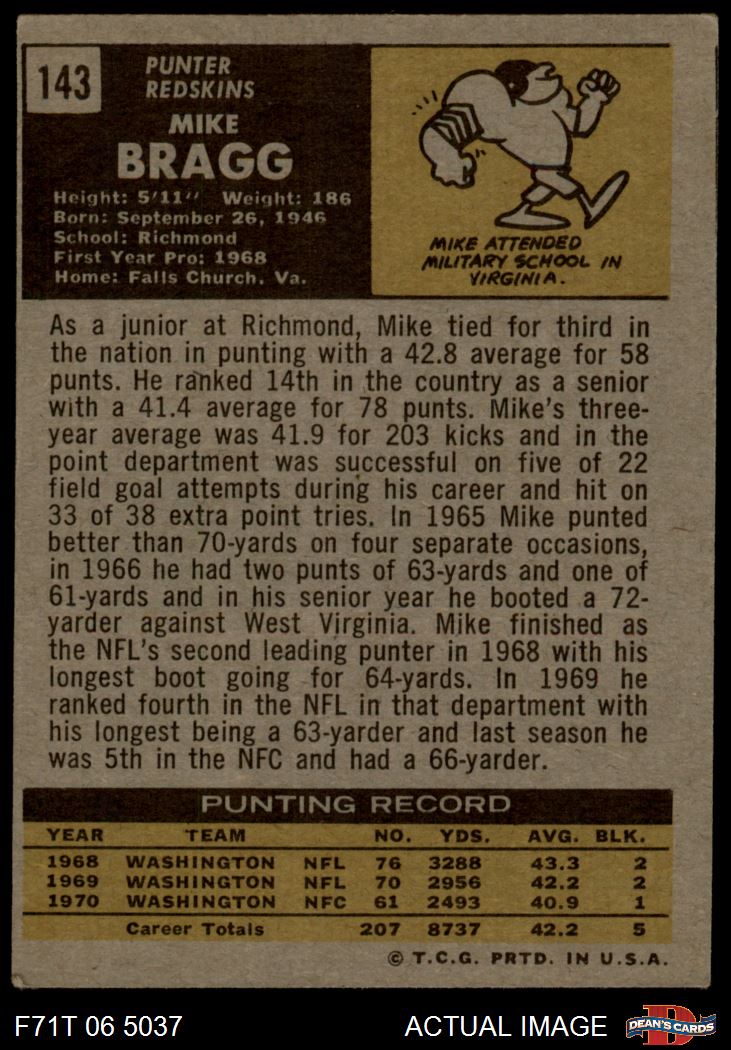 143
PUNTER
REDSKINS
MIKE
BRAGG
Height: 5'11" Weight: 186
Born: September 26, 1946
School: Richmond
First Year Pro: 1968
Home: Falls Church, Va.
MIKE ATTENDED
MILITARY SCHOOL IN
VIRGINIA.
As a junior at Richmond, Mike tied for third in
the nation in punting with a 42.8 average for 58
punts. He ranked 14th in the country as a senior
with a 41.4 average for 78 punts. Mike's three-
year average was 41.9 for 203 kicks and in the
point department was successful on five of 22
field goal attempts during his career and hit on
33 of 38 extra point tries. In 1965 Mike punted
better than 70-yards on four separate occasions,
in 1966 he had two punts of 63-yards and one of
61-yards and in his senior year he booted a 72-
yarder against West Virginia. Mike finished as
the NFL's second leading punter in 1968 with his
longest boot going for 64-yards. In 1969 he
ranked fourth in the NFL in that department with
his longest being a 63-yarder and last season he
was 5th in the NFC and had a 66-yarder.
PUNTING RECORD
YEAR TEAM NO. YDS. AVG. BLK.
1968 WASHINGTON NFL 76 3288 43.3 2
1969 WASHINGTON NFL 70 2956 42.2 2
1970 WASHINGTON NFC 61 2493 40.9 1
Career Totals 207 8737 42.2 5
© T.C.G. PRTD. IN U.S.A.
F71T 06 5037 ACTUAL IMAGE D DEAN'S CARDS